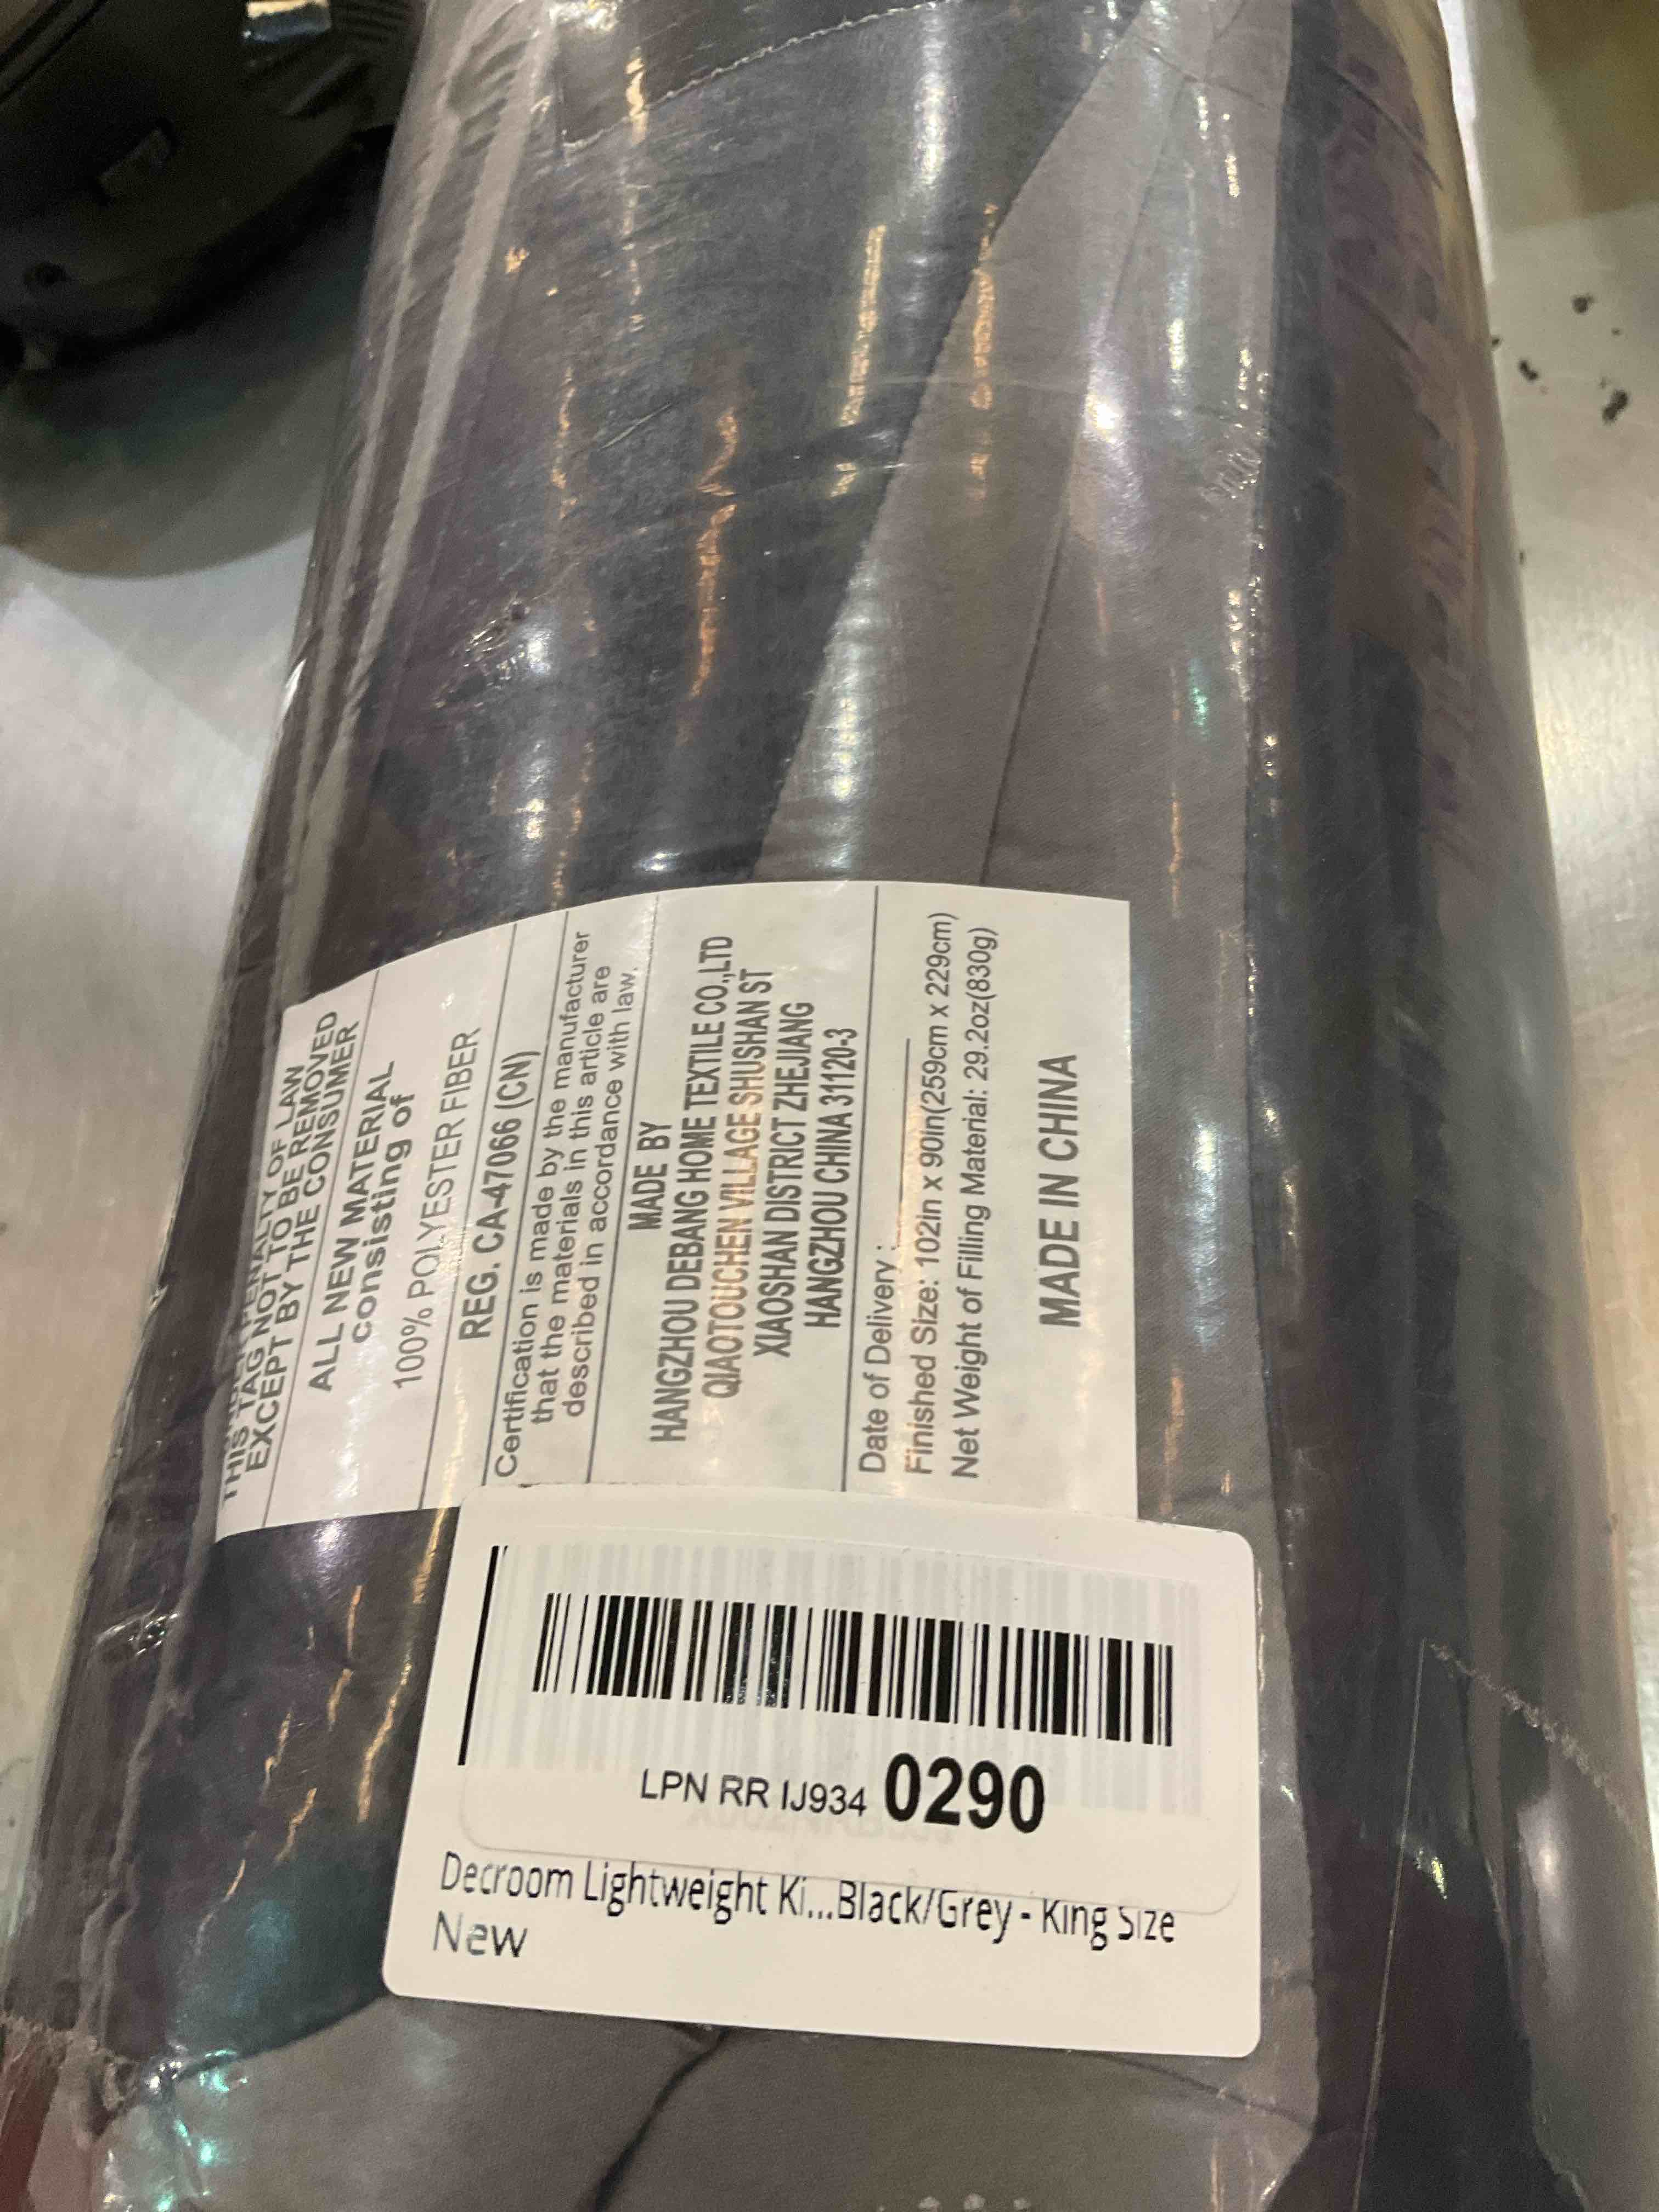 UNDER PENALTY OF LAW
THIS TAG NOT TO BE REMOVED
EXCEPT BY THE CONSUMER
ALL NEW MATERIAL
consisting of
100% POLYESTER FIBER
REG. CA-47066 (CN)
Certification is made by the manufacturer
that the materials in this article are
described in accordance with law.
MADE BY
HANGZHOU DEBANG HOME TEXTILE CO.,LTD
QIAOTOUCHEN VILLAGE SHUSHAN ST
XIAOSHAN DISTRICT ZHEJIANG
HANGZHOU CHINA 31120-3
Date of Delivery :
Finished Size: 102in x 90in(259cm x 229cm)
Net Weight of Filling Material: 29.2oz(830g)
MADE IN CHINA
LPN RR IJ934 0290
Decroom Lightweight Ki...Black/Grey - King Size
New